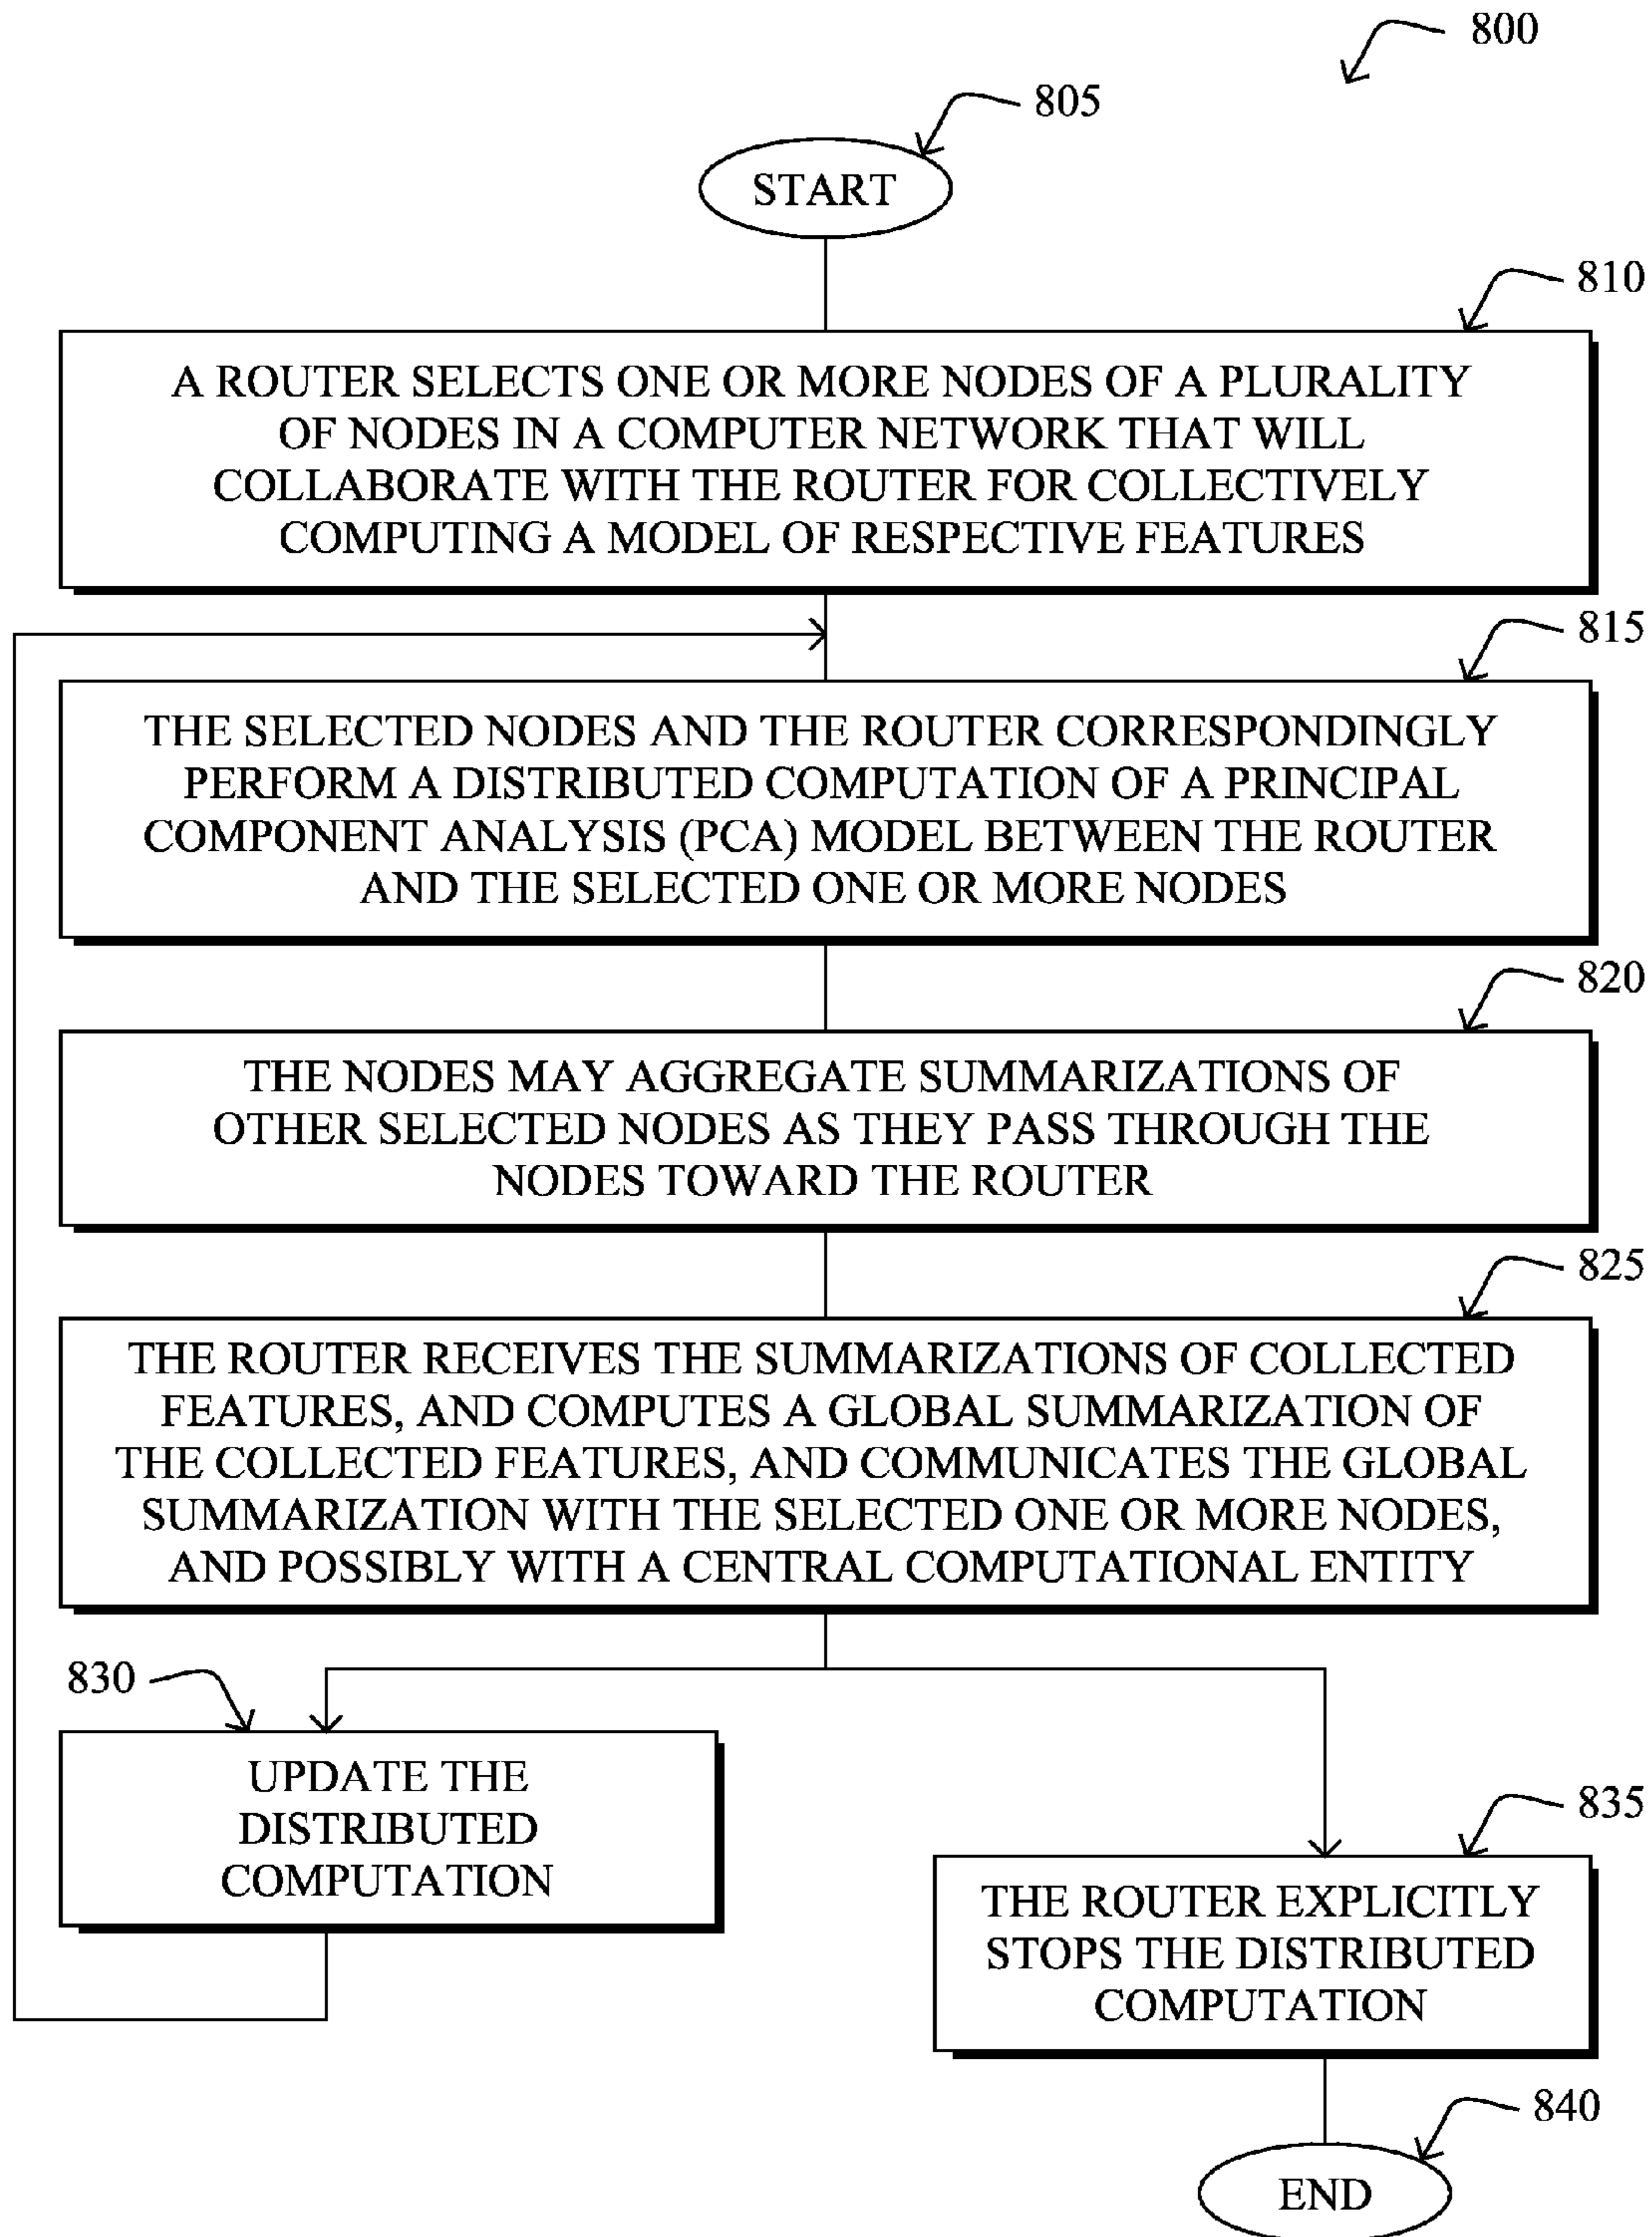 800
805
START
810
A ROUTER SELECTS ONE OR MORE NODES OF A PLURALITY
OF NODES IN A COMPUTER NETWORK THAT WILL
COLLABORATE WITH THE ROUTER FOR COLLECTIVELY
COMPUTING A MODEL OF RESPECTIVE FEATURES
815
THE SELECTED NODES AND THE ROUTER CORRESPONDINGLY
PERFORM A DISTRIBUTED COMPUTATION OF A PRINCIPAL
COMPONENT ANALYSIS (PCA) MODEL BETWEEN THE ROUTER
AND THE SELECTED ONE OR MORE NODES
820
THE NODES MAY AGGREGATE SUMMARIZATIONS OF
OTHER SELECTED NODES AS THEY PASS THROUGH THE
NODES TOWARD THE ROUTER
825
THE ROUTER RECEIVES THE SUMMARIZATIONS OF COLLECTED
FEATURES, AND COMPUTES A GLOBAL SUMMARIZATION OF
THE COLLECTED FEATURES, AND COMMUNICATES THE GLOBAL
SUMMARIZATION WITH THE SELECTED ONE OR MORE NODES,
AND POSSIBLY WITH A CENTRAL COMPUTATIONAL ENTITY
830
UPDATE THE
DISTRIBUTED
COMPUTATION
835
THE ROUTER EXPLICITLY
STOPS THE DISTRIBUTED
COMPUTATION
840
END